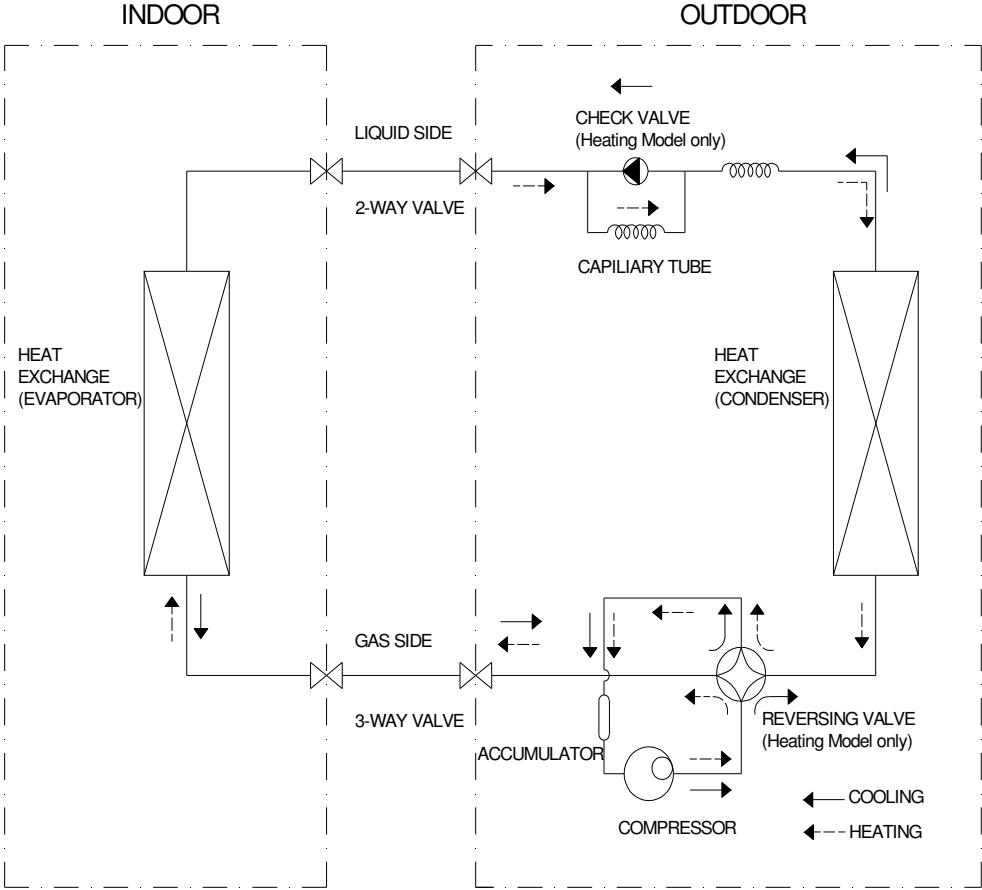 INDOOR
OUTDOOR
CHECK VALVE
(Heating Model only)
LIQUID SIDE
2-WAY VALVE
CAPILIARY TUBE
HEAT
EXCHANGE
(EVAPORATOR)
HEAT
EXCHANGE
(CONDENSER)
GAS SIDE
3-WAY VALVE
REVERSING VALVE
(Heating Model only)
ACCUMULATOR
COMPRESSOR
COOLING
HEATING